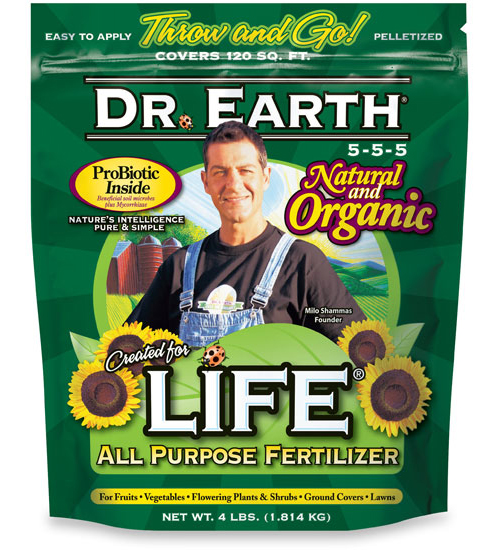 EASY TO APPLY Throw and Go! PELLETIZED
COVERS 120 SQ. FT.
DR. EARTH®
5-5-5
ProBiotic
Inside
Beneficial soil microbes
plus Mycorrhizae
NATURE'S INTELLIGENCE
PURE & SIMPLE
Natural
and
Organic
Milo Shammas
Founder
Created for
LIFE®
ALL PURPOSE FERTILIZER
For Fruits • Vegetables • Flowering Plants & Shrubs • Ground Covers • Lawns
NET WT. 4 LBS. (1.814 KG)